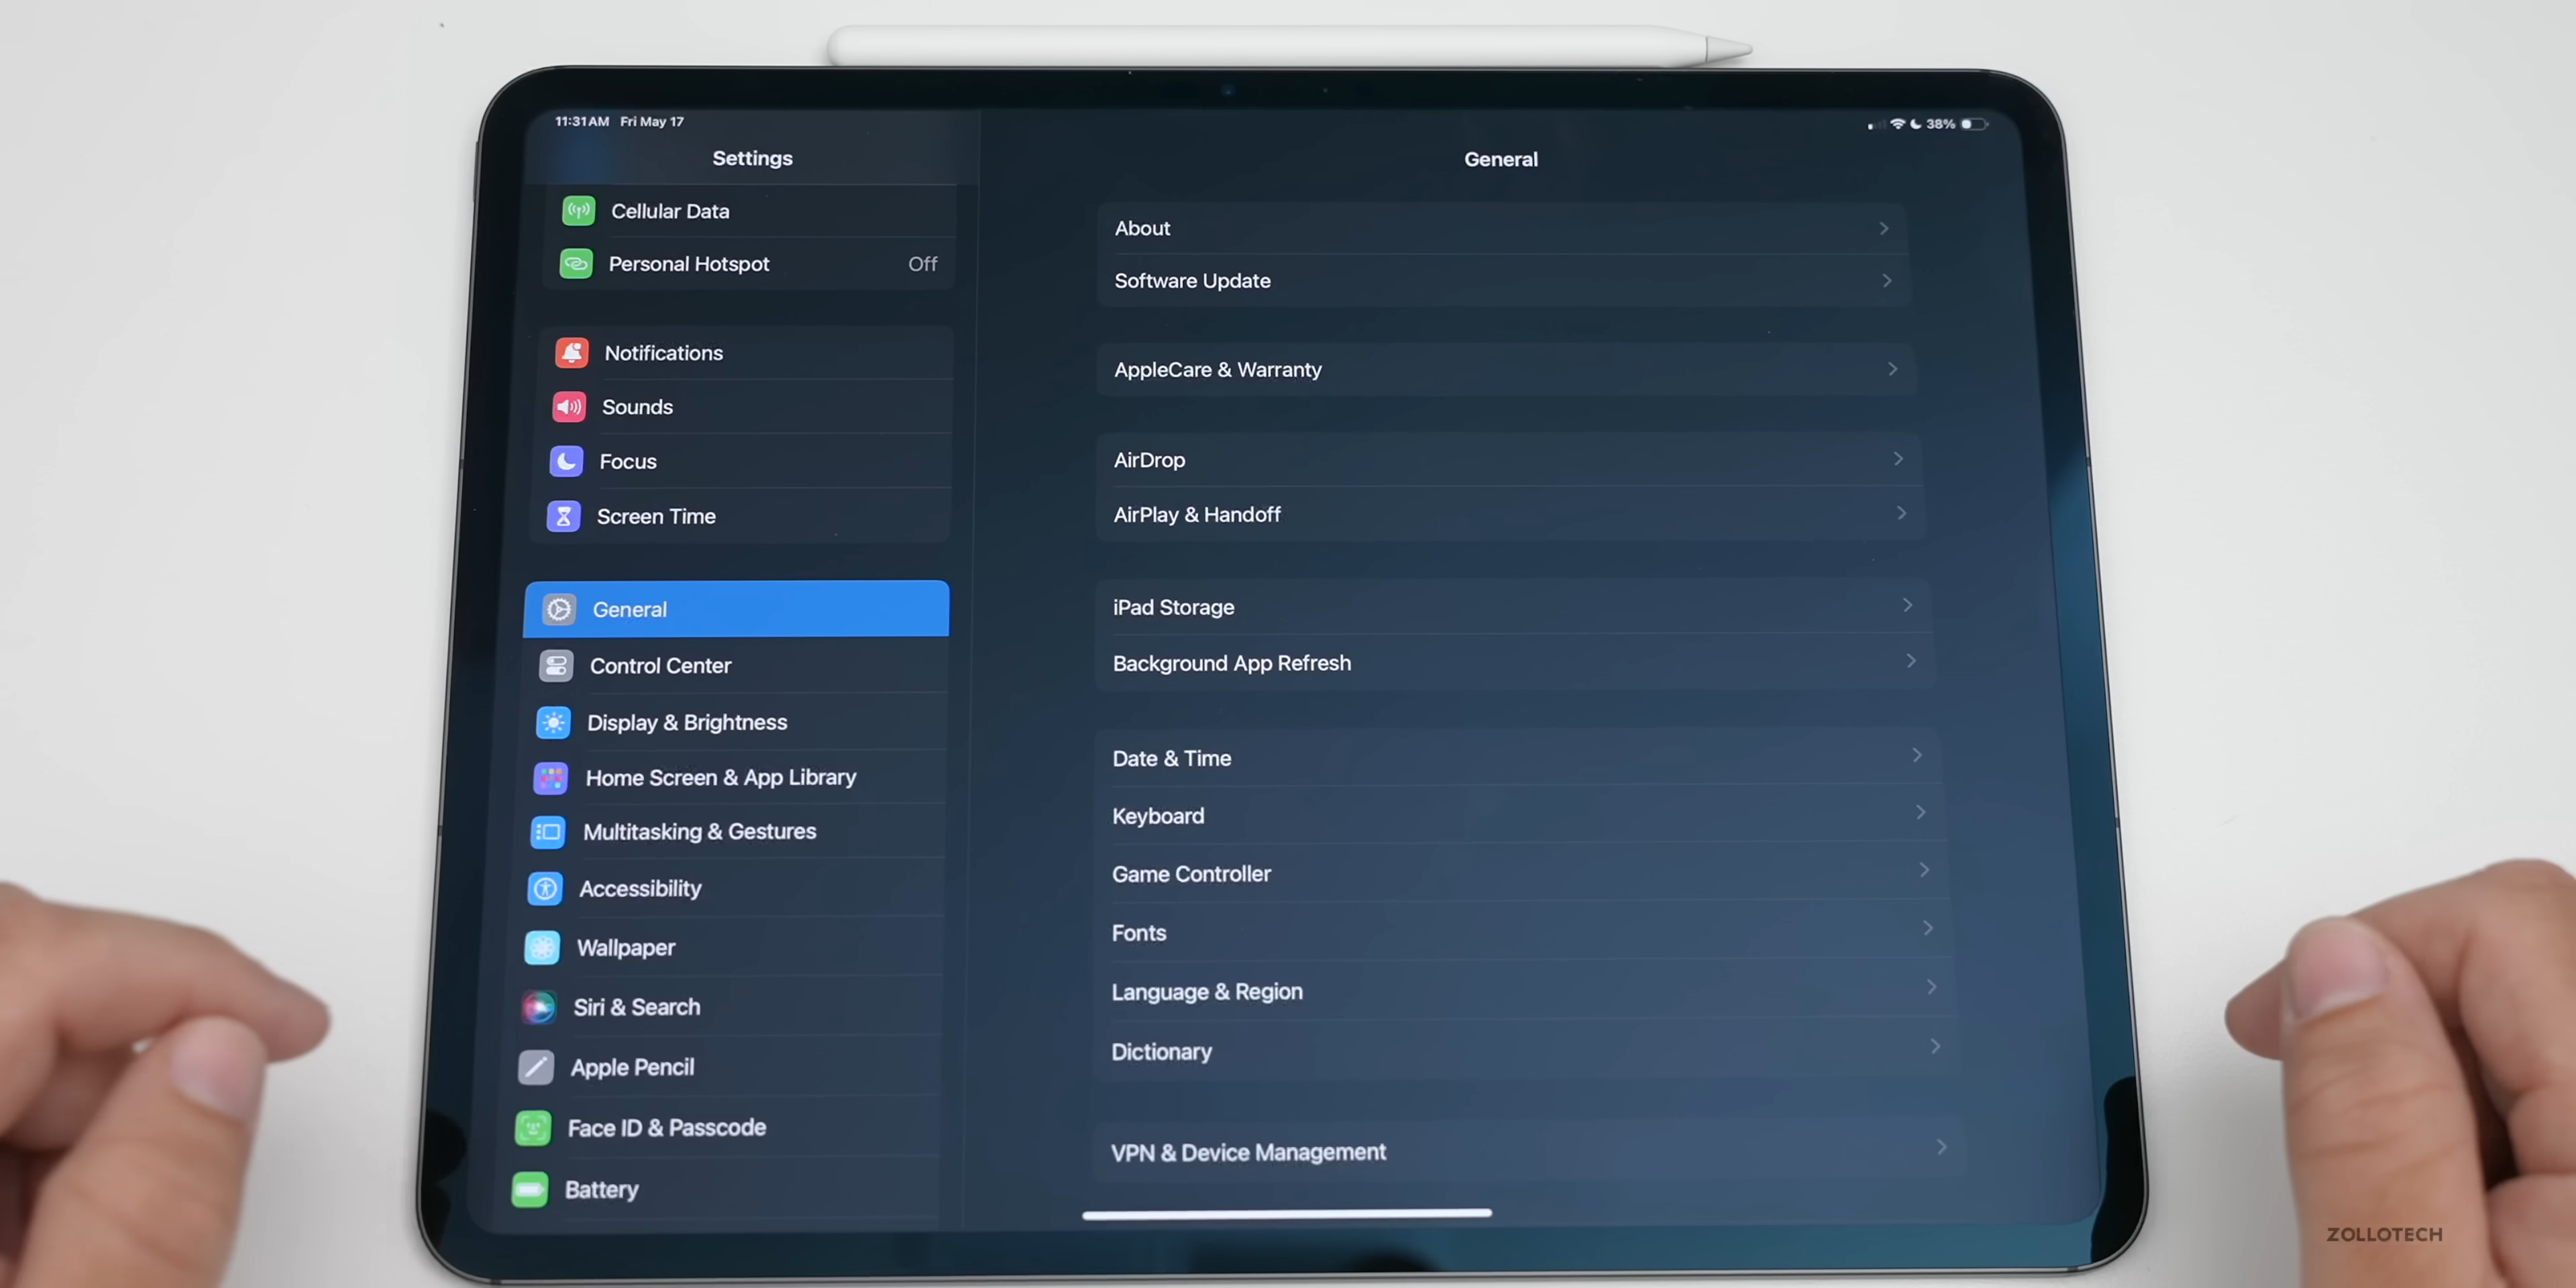 11:31 AM Fri May 17
38%
Settings
Cellular Data
Personal Hotspot Off
Notifications
Sounds
Focus
Screen Time
General
Control Center
Display & Brightness
Home Screen & App Library
Multitasking & Gestures
Accessibility
Wallpaper
Siri & Search
Apple Pencil
Face ID & Passcode
Battery
General
About
Software Update
AppleCare & Warranty
AirDrop
AirPlay & Handoff
iPad Storage
Background App Refresh
Date & Time
Keyboard
Game Controller
Fonts
Language & Region
Dictionary
VPN & Device Management
ZOLLOTECH